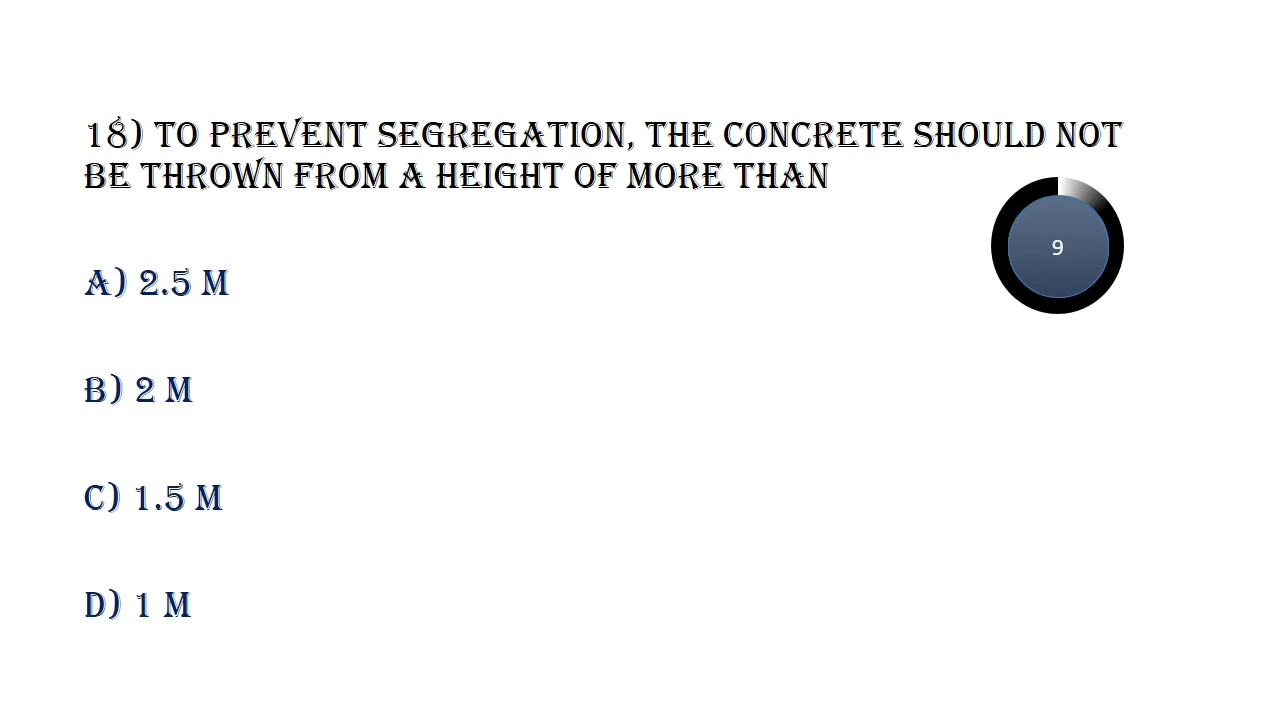 18) TO PREVENT SEGREGATION, THE CONCRETE SHOULD NOT
BE THROWN FROM A HEIGHT OF MORE THAN
9
A) 2.5 M
B) 2 M
C) 1.5 M
D) 1 M